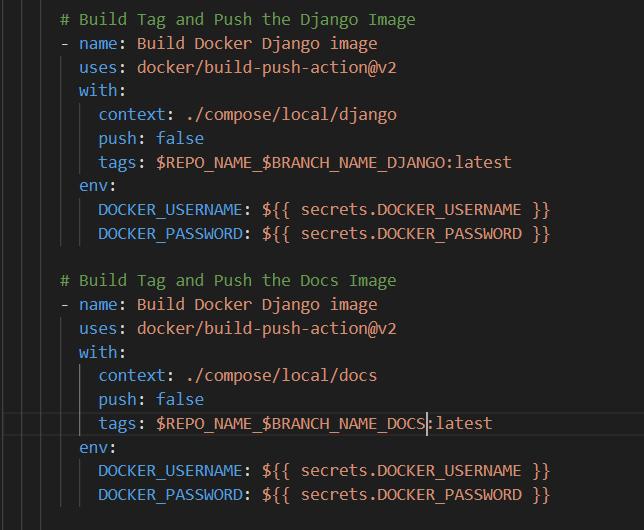 # Build Tag and Push the Django Image
- name: Build Docker Django image
uses: docker/build-push-action@v2
with:
context: ./compose/local/django
push: false
tags: $REPO_NAME_$BRANCH_NAME_DJANGO:latest
env:
DOCKER_USERNAME: ${{ secrets.DOCKER_USERNAME }}
DOCKER_PASSWORD: ${{ secrets.DOCKER_PASSWORD }}
# Build Tag and Push the Docs Image
- name: Build Docker Django image
uses: docker/build-push-action@v2
with:
context: ./compose/local/docs
push: false
tags: $REPO_NAME_$BRANCH_NAME_DOCS:latest
env:
DOCKER_USERNAME: ${{ secrets.DOCKER_USERNAME }}
DOCKER_PASSWORD: ${{ secrets.DOCKER_PASSWORD }}